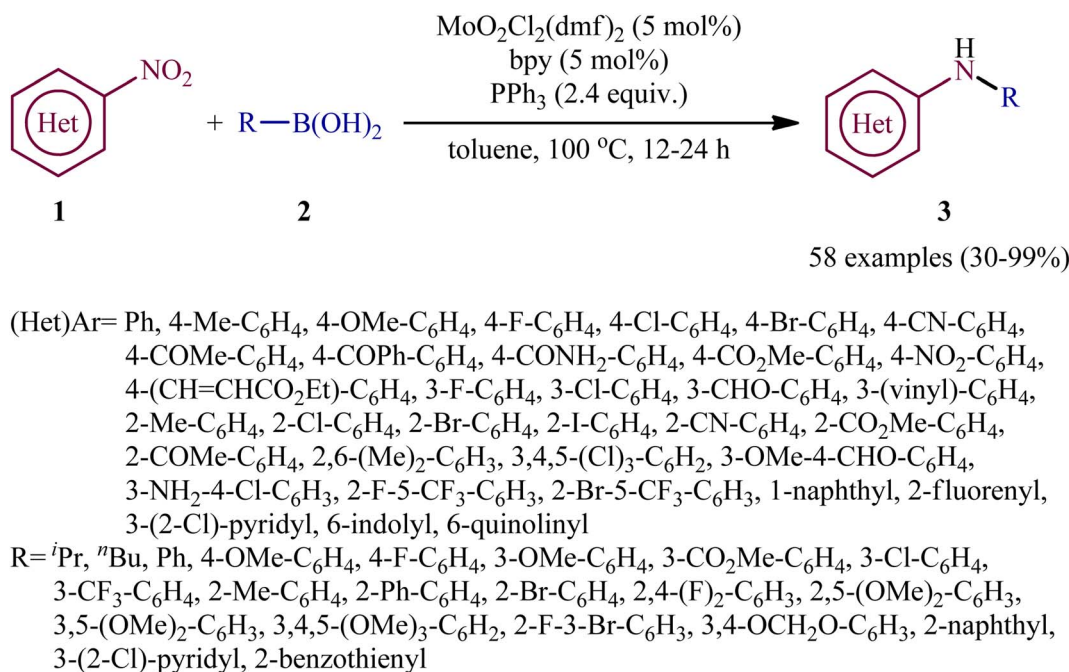 MoO₂Cl₂(dmf)₂ (5 mol%)
bpy (5 mol%)
PPh₃ (2.4 equiv.)
toluene, 100 °C, 12-24 h
Het
NO₂
+ R—B(OH)₂
Het
H
N
R
1
2
3
58 examples (30-99%)
(Het)Ar= Ph, 4-Me-C₆H₄, 4-OMe-C₆H₄, 4-F-C₆H₄, 4-Cl-C₆H₄, 4-Br-C₆H₄, 4-CN-C₆H₄,
4-COMe-C₆H₄, 4-COPh-C₆H₄, 4-CONH₂-C₆H₄, 4-CO₂Me-C₆H₄, 4-NO₂-C₆H₄,
4-(CH=CHCO₂Et)-C₆H₄, 3-F-C₆H₄, 3-Cl-C₆H₄, 3-CHO-C₆H₄, 3-(vinyl)-C₆H₄,
2-Me-C₆H₄, 2-Cl-C₆H₄, 2-Br-C₆H₄, 2-I-C₆H₄, 2-CN-C₆H₄, 2-CO₂Me-C₆H₄,
2-COMe-C₆H₄, 2,6-(Me)₂-C₆H₃, 3,4,5-(Cl)₃-C₆H₂, 3-OMe-4-CHO-C₆H₄,
3-NH₂-4-Cl-C₆H₃, 2-F-5-CF₃-C₆H₃, 2-Br-5-CF₃-C₆H₃, 1-naphthyl, 2-fluorenyl,
3-(2-Cl)-pyridyl, 6-indolyl, 6-quinolinyl
R= ⁱPr, ⁿBu, Ph, 4-OMe-C₆H₄, 4-F-C₆H₄, 3-OMe-C₆H₄, 3-CO₂Me-C₆H₄, 3-Cl-C₆H₄,
3-CF₃-C₆H₄, 2-Me-C₆H₄, 2-Ph-C₆H₄, 2-Br-C₆H₄, 2,4-(F)₂-C₆H₃, 2,5-(OMe)₂-C₆H₃,
3,5-(OMe)₂-C₆H₃, 3,4,5-(OMe)₃-C₆H₂, 2-F-3-Br-C₆H₃, 3,4-OCH₂O-C₆H₃, 2-naphthyl,
3-(2-Cl)-pyridyl, 2-benzothienyl